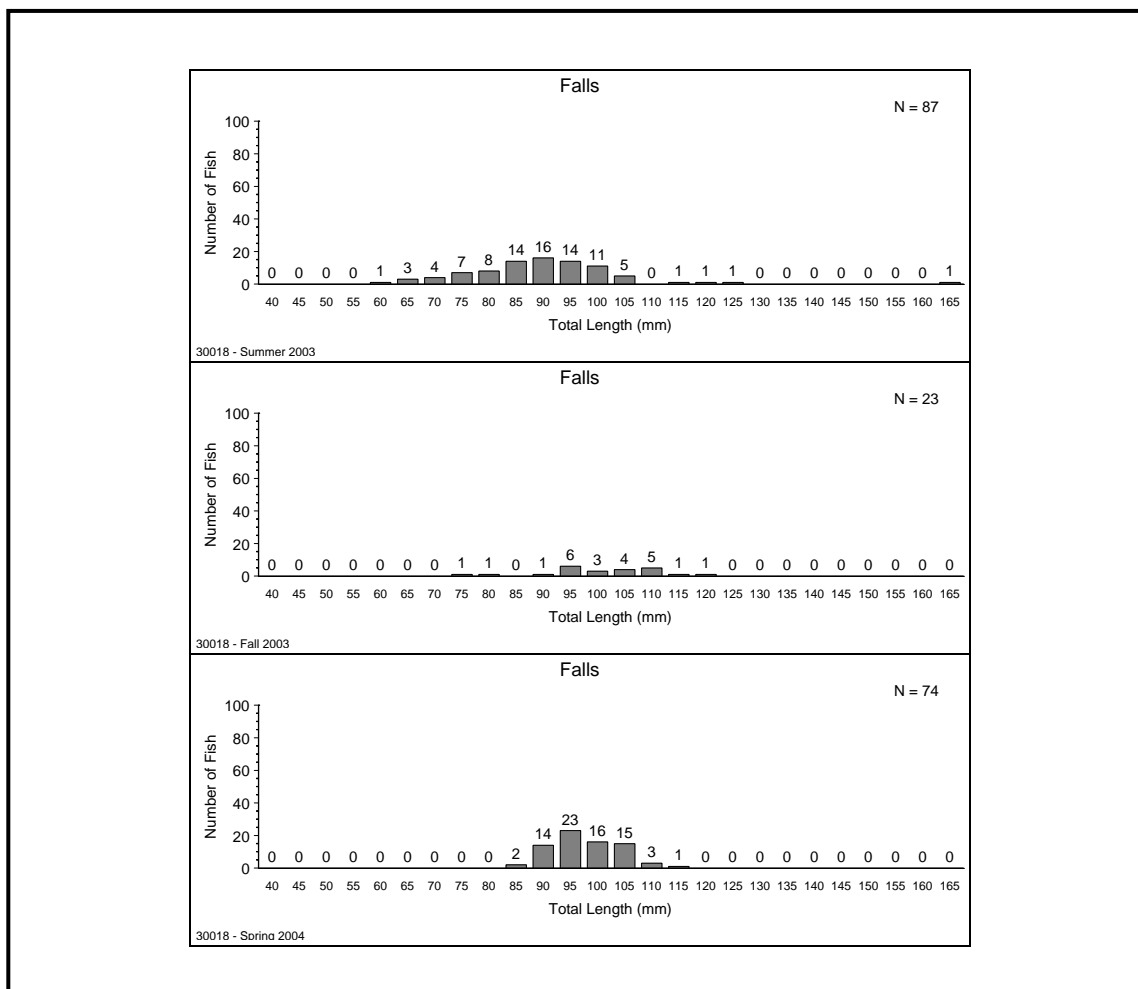 Falls
N = 87
100
80
60
40
20
0
Number of Fish
0 0 0 0 1 3 4 7 8 14 16 14 11 5 0 1 1 1 0 0 0 0 0 0 0 1
40 45 50 55 60 65 70 75 80 85 90 95 100 105 110 115 120 125 130 135 140 145 150 155 160 165
Total Length (mm)
30018 - Summer 2003
Falls
N = 23
100
80
60
40
20
0
Number of Fish
0 0 0 0 0 0 0 1 1 0 1 6 3 4 5 1 1 0 0 0 0 0 0 0 0 0
40 45 50 55 60 65 70 75 80 85 90 95 100 105 110 115 120 125 130 135 140 145 150 155 160 165
Total Length (mm)
30018 - Fall 2003
Falls
N = 74
100
80
60
40
20
0
Number of Fish
0 0 0 0 0 0 0 0 0 2 14 23 16 15 3 1 0 0 0 0 0 0 0 0 0 0
40 45 50 55 60 65 70 75 80 85 90 95 100 105 110 115 120 125 130 135 140 145 150 155 160 165
Total Length (mm)
30018 - Spring 2004